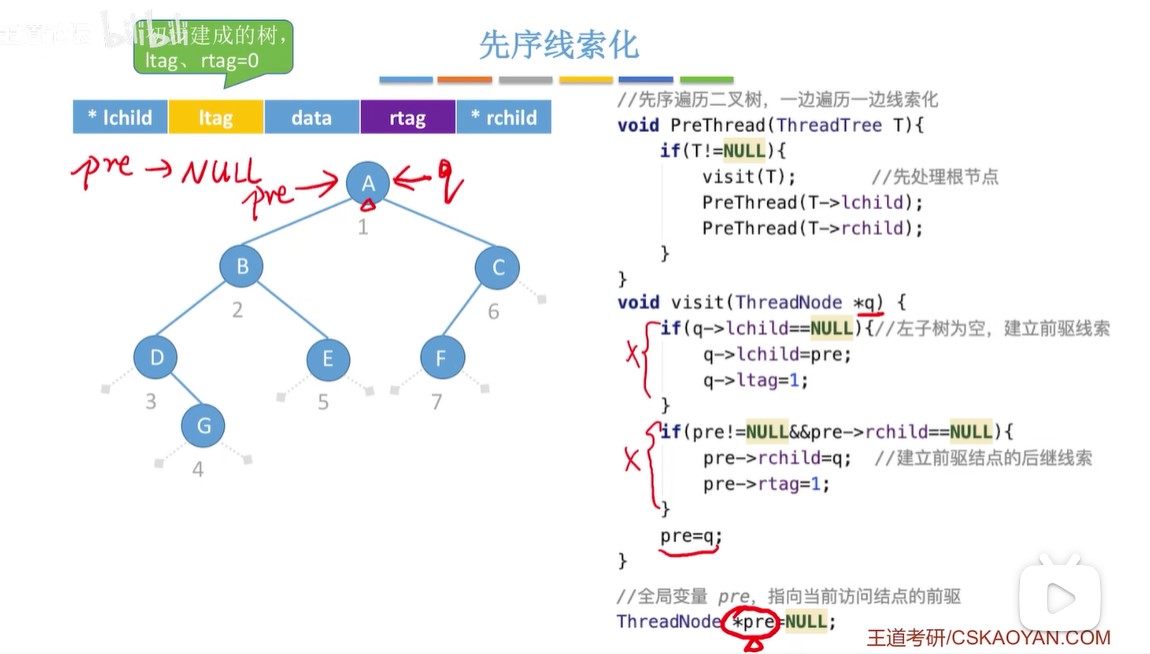 bilibili
初步建成的树，
ltag、rtag=0
先序线索化
* lchild ltag data rtag * rchild
pre → NULL
pre → A ← q
1
B
2
C
6
D
3
E
5
F
7
G
4
//先序遍历二叉树，一边遍历一边线索化
void PreThread(ThreadTree T){
if(T!=NULL){
visit(T); //先处理根节点
PreThread(T->lchild);
PreThread(T->rchild);
}
}
void visit(ThreadNode *q) {
if(q->lchild==NULL){//左子树为空，建立前驱线索
q->lchild=pre;
q->ltag=1;
}
if(pre!=NULL&&pre->rchild==NULL){
pre->rchild=q; //建立前驱结点的后继线索
pre->rtag=1;
}
pre=q;
}
X
X
//全局变量 pre，指向当前访问结点的前驱
ThreadNode *pre=NULL;
王道考研/CSKAOYAN.COM